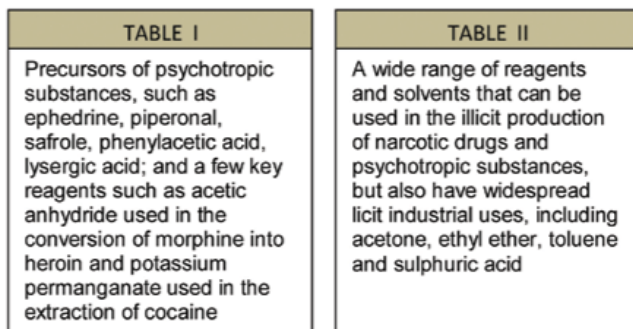 TABLE I
Precursors of psychotropic
substances, such as
ephedrine, piperonal,
safrole, phenylacetic acid,
lysergic acid; and a few key
reagents such as acetic
anhydride used in the
conversion of morphine into
heroin and potassium
permanganate used in the
extraction of cocaine
TABLE II
A wide range of reagents
and solvents that can be
used in the illicit production
of narcotic drugs and
psychotropic substances,
but also have widespread
licit industrial uses, including
acetone, ethyl ether, toluene
and sulphuric acid